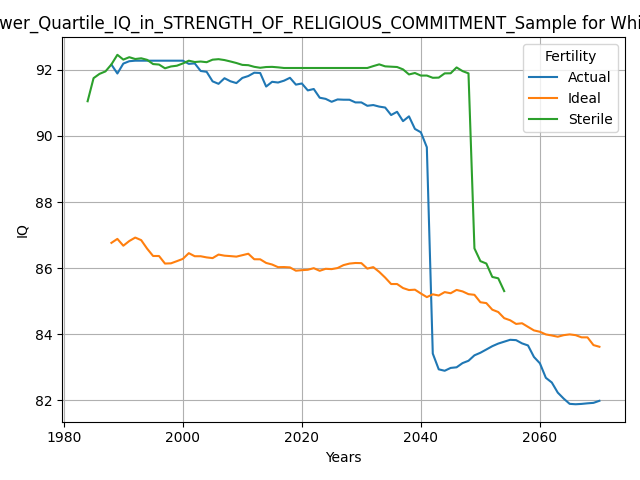 wer_Quartile_IQ_in_STRENGTH_OF_RELIGIOUS_COMMITMENT_Sample for Whi
Fertility
Actual
Ideal
Sterile
IQ
92
90
88
86
84
82
1980 2000 2020 2040 2060
Years